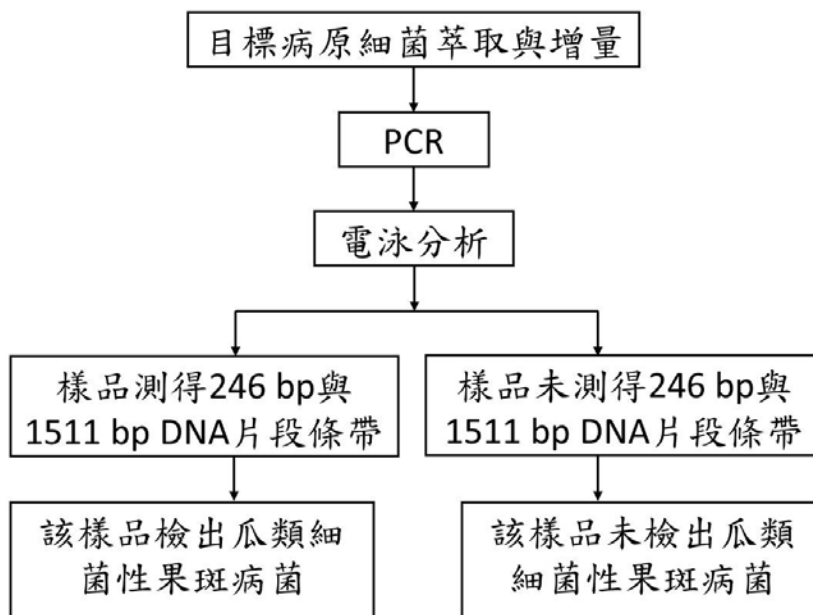 目標病原細菌萃取與增量
PCR
電泳分析
樣品測得246 bp與
1511 bp DNA片段條帶
樣品未測得246 bp與
1511 bp DNA片段條帶
該樣品檢出瓜類細
菌性果斑病菌
該樣品未檢出瓜類
細菌性果斑病菌